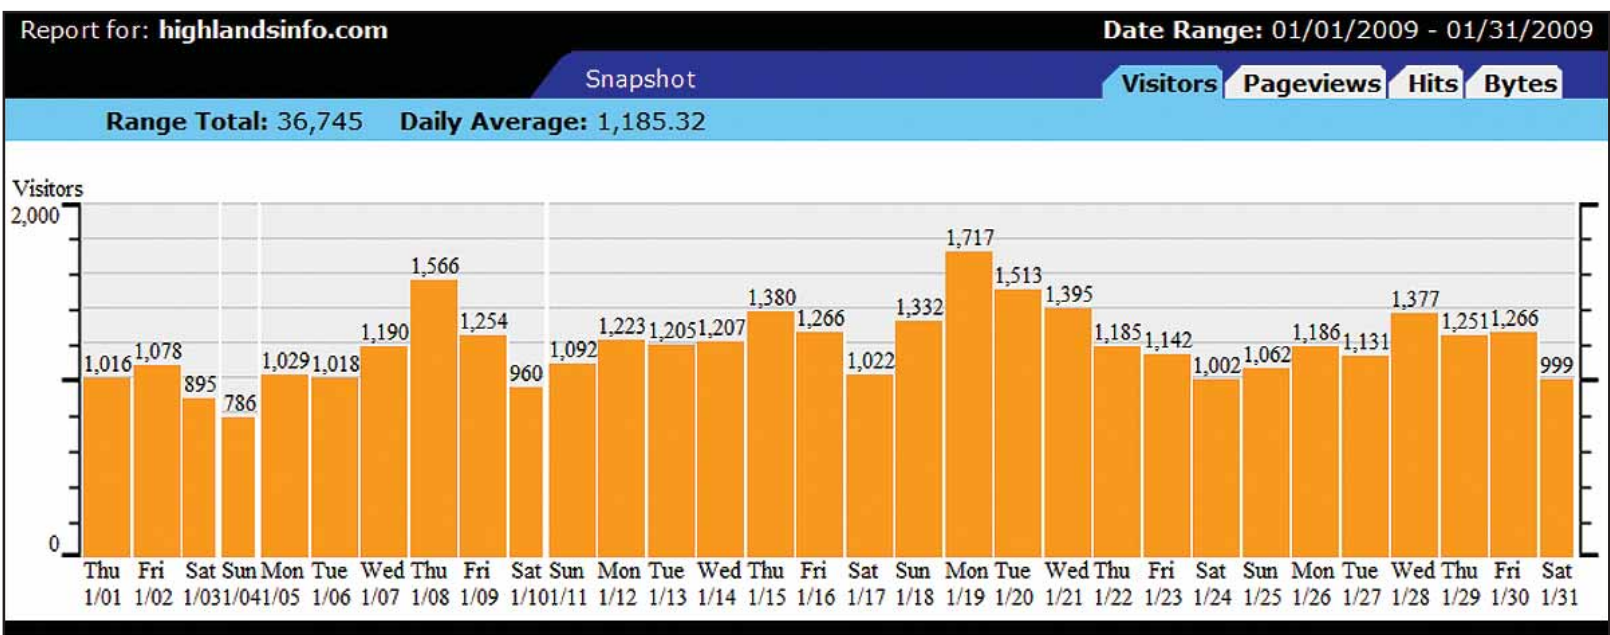 Report for: highlandsinfo.com
Date Range: 01/01/2009 - 01/31/2009
Snapshot
Visitors Pageviews Hits Bytes
Range Total: 36,745 Daily Average: 1,185.32
Visitors
2,000
1,016 1,078 895 786 1,029 1,018 1,190 1,566 1,254 960 1,092 1,223 1,205 1,207 1,380 1,266 1,022 1,332 1,717 1,513 1,395 1,185 1,142 1,002 1,062 1,186 1,131 1,377 1,251 1,266 999
0
Thu Fri Sat Sun Mon Tue Wed Thu Fri Sat Sun Mon Tue Wed Thu Fri Sat Sun Mon Tue Wed Thu Fri Sat Sun Mon Tue Wed Thu Fri Sat
1/01 1/02 1/03 1/04 1/05 1/06 1/07 1/08 1/09 1/10 1/11 1/12 1/13 1/14 1/15 1/16 1/17 1/18 1/19 1/20 1/21 1/22 1/23 1/24 1/25 1/26 1/27 1/28 1/29 1/30 1/31